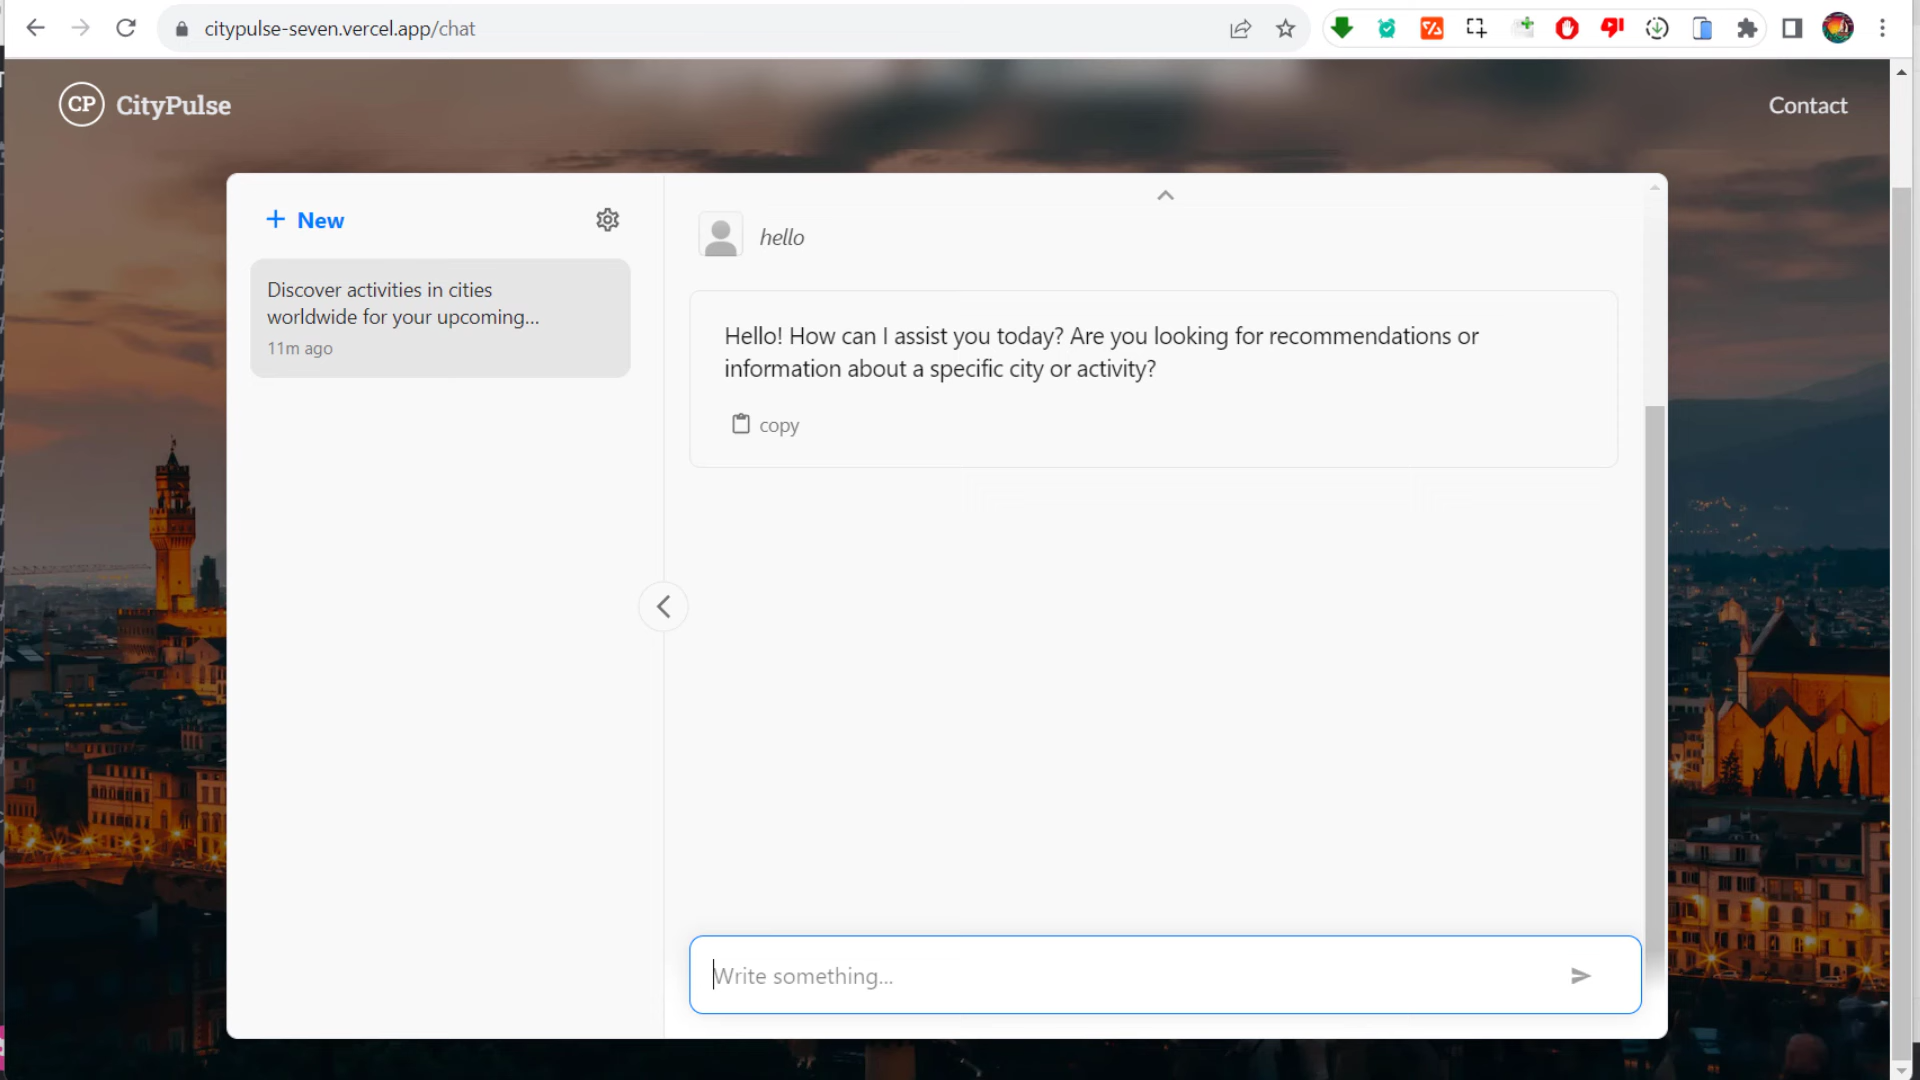 citypulse-seven.vercel.app/chat
CP CityPulse
Contact
+ New
Discover activities in cities
worldwide for your upcoming...
11m ago
hello
Hello! How can I assist you today? Are you looking for recommendations or
information about a specific city or activity?
copy
Write something...